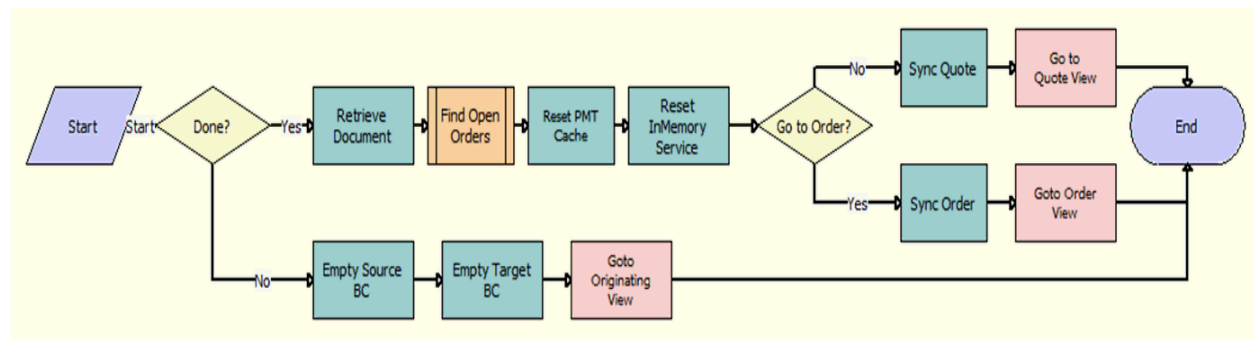 Start
Start
Done?
Yes
Retrieve
Document
Find Open
Orders
Reset PMT
Cache
Reset
InMemory
Service
Go to Order?
No
Sync Quote
Go to
Quote View
End
Yes
Sync Order
Goto Order
View
No
Empty Source
BC
Empty Target
BC
Goto
Originating
View